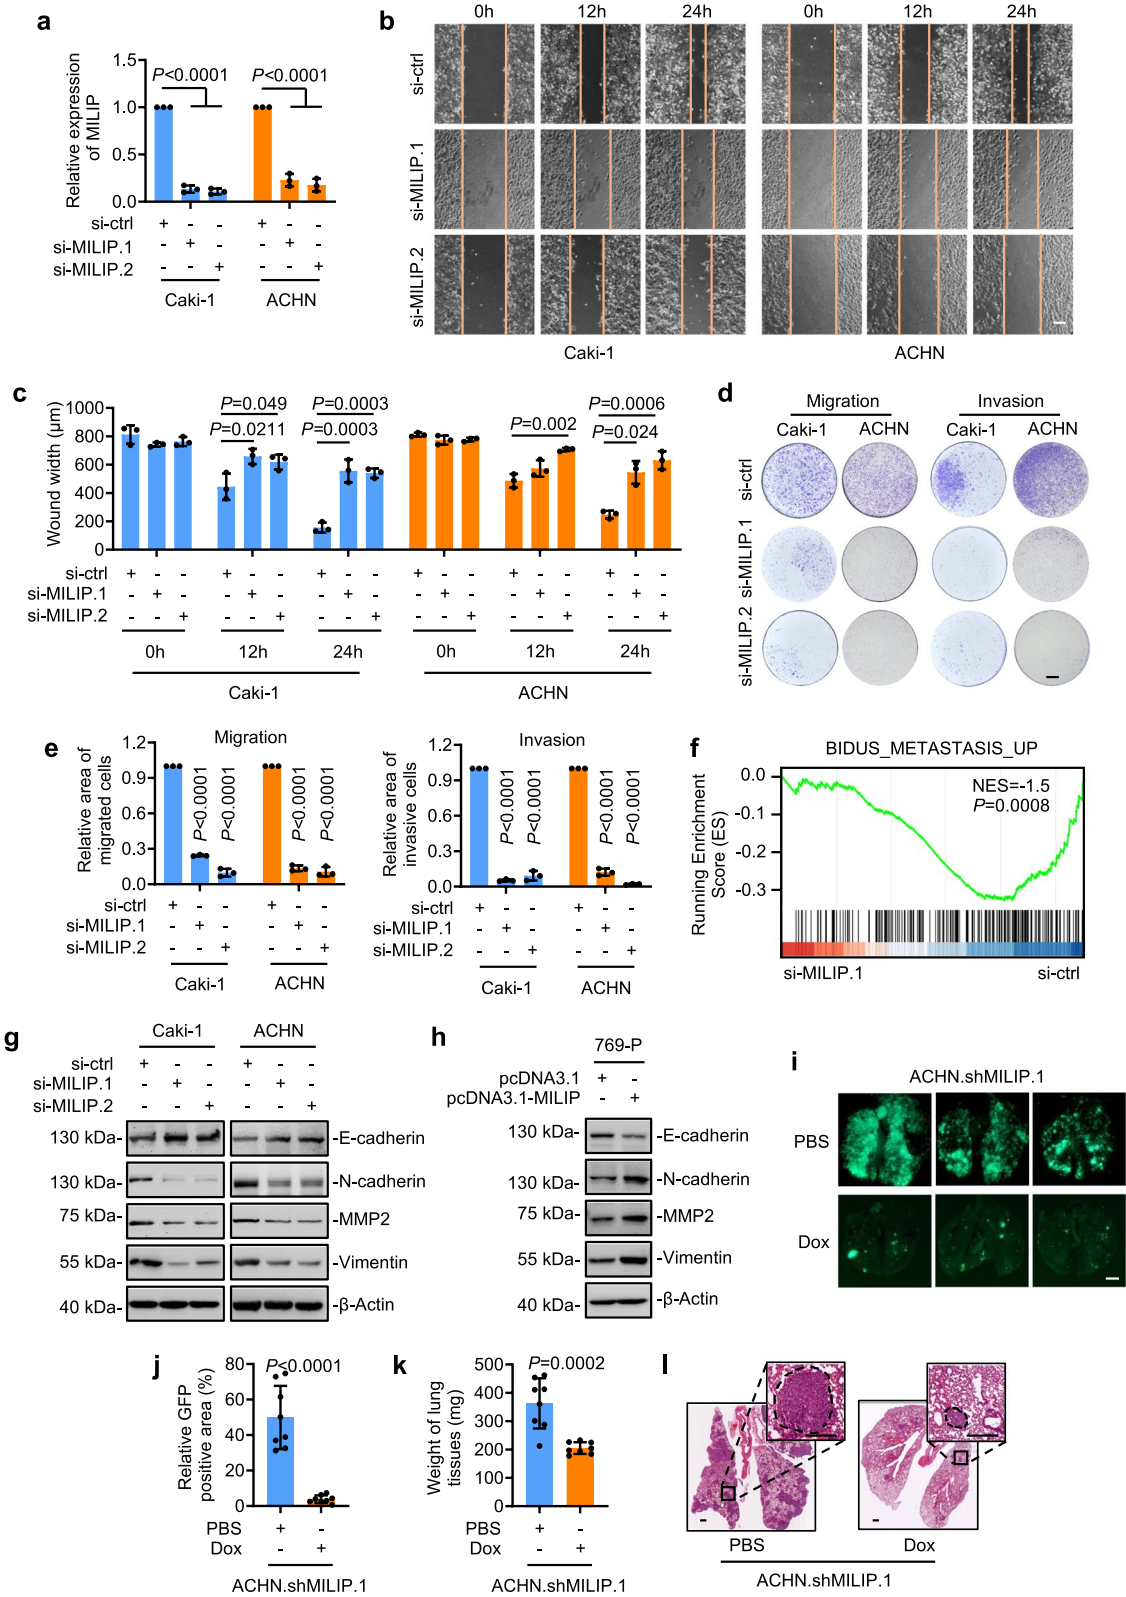 a
Relative expression
of MILIP
1.5
1.0
0.5
0.0
P<0.0001
P<0.0001
si-ctrl + - - + - -
si-MILIP.1 - + - - + -
si-MILIP.2 - - + - - +
Caki-1
ACHN
b
0h 12h 24h 0h 12h 24h
si-ctrl
si-MILIP.1
si-MILIP.2
Caki-1
ACHN
c
Wound width (μm)
1000
800
600
400
200
0
P=0.049
P=0.0211
P=0.0003
P=0.0003
P=0.002
P=0.0006
P=0.024
si-ctrl + - - + - - + - - + - - + - - + - -
si-MILIP.1 - + - - + - - + - - + - - + - - + -
si-MILIP.2 - - + - - + - - + - - + - - + - - +
0h 12h 24h 0h 12h 24h
Caki-1
ACHN
d
Migration Invasion
Caki-1 ACHN Caki-1 ACHN
si-ctrl
si-MILIP.1
si-MILIP.2
e
Migration
Relative area of
migrated cells
1.2
0.9
0.6
0.3
0.0
P<0.0001
P<0.0001
P<0.0001
P<0.0001
si-ctrl + - - + - -
si-MILIP.1 - + - - + -
si-MILIP.2 - - + - - +
Caki-1
ACHN
Invasion
Relative area of
invasive cells
1.2
0.9
0.6
0.3
0.0
P<0.0001
P<0.0001
P<0.0001
P<0.0001
si-ctrl + - - + - -
si-MILIP.1 - + - - + -
si-MILIP.2 - - + - - +
Caki-1
ACHN
f
BIDUS_METASTASIS_UP
Running Enrichment
Score (ES)
0.0
-0.1
-0.2
-0.3
NES=-1.5
P=0.0008
si-MILIP.1 si-ctrl
g
Caki-1 ACHN
si-ctrl + - - + - -
si-MILIP.1 - + - - + -
si-MILIP.2 - - + - - +
130 kDa- -E-cadherin
130 kDa- -N-cadherin
75 kDa- -MMP2
55 kDa- -Vimentin
40 kDa- -β-Actin
h
769-P
pcDNA3.1 + -
pcDNA3.1-MILIP - +
130 kDa- -E-cadherin
130 kDa- -N-cadherin
75 kDa- -MMP2
55 kDa- -Vimentin
40 kDa- -β-Actin
i
ACHN.shMILIP.1
PBS
Dox
j
Relative GFP
positive area (%)
80
60
40
20
0
P<0.0001
PBS + -
Dox - +
ACHN.shMILIP.1
k
Weight of lung
tissues (mg)
500
400
300
200
100
0
P=0.0002
PBS + -
Dox - +
ACHN.shMILIP.1
l
PBS Dox
ACHN.shMILIP.1